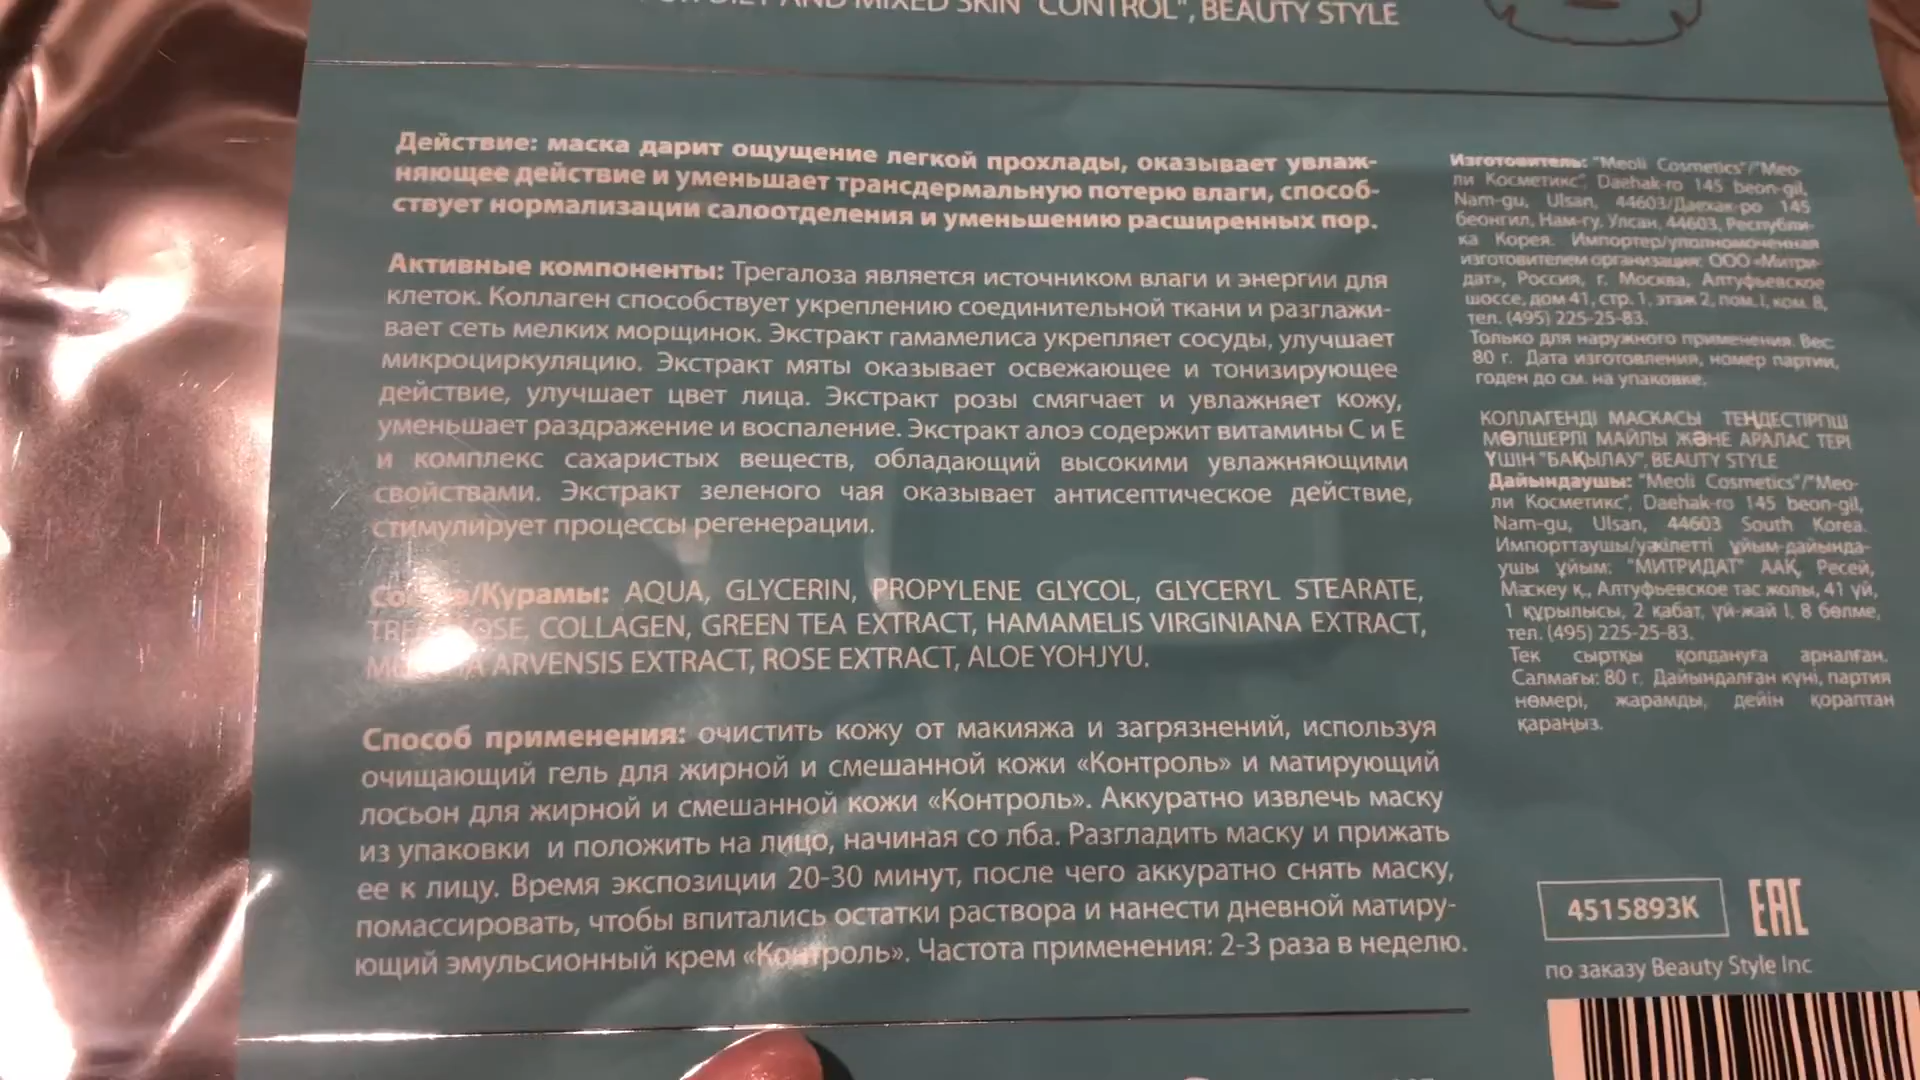 AND MIXED SKIN "CONTROL", BEAUTY STYLE
Действие: маска дарит ощущение легкой прохлады, оказывает увлаж-
няющее действие и уменьшает трансдермальную потерю влаги, способ-
ствует нормализации салоотделения и уменьшению расширенных пор.
Активные компоненты: Трегалоза является источником влаги и энергии для
клеток. Коллаген способствует укреплению соединительной ткани и разглажи-
вает сеть мелких морщинок. Экстракт гамамелиса укрепляет сосуды, улучшает
микроциркуляцию. Экстракт мяты оказывает освежающее и тонизирующее
действие, улучшает цвет лица. Экстракт розы смягчает и увлажняет кожу,
уменьшает раздражение и воспаление. Экстракт алоэ содержит витамины С и Е
и комплекс сахаристых веществ, обладающий высокими увлажняющими
свойствами. Экстракт зеленого чая оказывает антисептическое действие,
стимулирует процессы регенерации.
/Курамы: AQUA, GLYCERIN, PROPYLENE GLYCOL, GLYCERYL STEARATE,
COLLAGEN, GREEN TEA EXTRACT, HAMAMELIS VIRGINIANA EXTRACT,
ARVENSIS EXTRACT, ROSE EXTRACT, ALOE YOHJYU.
Способ применения: очистить кожу от макияжа и загрязнений, используя
очищающий гель для жирной и смешанной кожи «Контроль» и матирующий
лосьон для жирной и смешанной кожи «Контроль». Аккуратно извлечь маску
из упаковки и положить на лицо, начиная со лба. Разгладить маску и прижать
ее к лицу. Время экспозиции 20-30 минут, после чего аккуратно снять маску,
помассировать, чтобы впитались остатки раствора и нанести дневной матиру-
ющий эмульсионный крем «Контроль». Частота применения: 2-3 раза в неделю.
Изготовитель: "Meoli Cosmetics"/"Мео-
ли Косметикс", Daehak-ro 145 beon-gil,
Nam-gu, Ulsan, 44603/Даехак-ро 145
беонгил, Нам-гу, Улсан, 44603, Республи-
ка Корея. Импортер/уполномоченная
изготовителем организация: ООО «Митри-
дат», Россия, г. Москва, Алтуфьевское
шоссе, дом 41, стр. 1, этаж 2, пом. I, ком. 8,
тел. (495) 225-25-83.
Только для наружного применения. Вес:
80 г. Дата изготовления, номер партии,
годен до см. на упаковке.
КОЛЛАГЕНДІ МАСКАСЫ ТЕҢДЕСТІРГІШ
МӨЛШЕРЛІ МАЙЛЫ ЖӘНЕ АРАЛАС ТЕРІ
ҮШІН "БАҚЫЛАУ", BEAUTY STYLE
Дайындаушы: "Meoli Cosmetics"/"Мео-
ли Косметикс", Daehak-ro 145 beon-gil,
Nam-gu, Ulsan, 44603 South Korea.
Импорттаушы/уәкілетті ұйым-дайында-
ушы ұйым: "МИТРИДАТ" ААҚ, Ресей,
Маскеу қ., Алтуфьевское тас жолы, 41 үй,
1 құрылысы, 2 қабат, үй-жай I, 8 бөлме,
тел. (495) 225-25-83.
Тек сыртқы қолдануға арналған.
Салмағы: 80 г. Дайындалған күні, партия
нөмері, жарамды, дейін қораптан
қараңыз.
4515893K
EAC
по заказу Beauty Style Inc